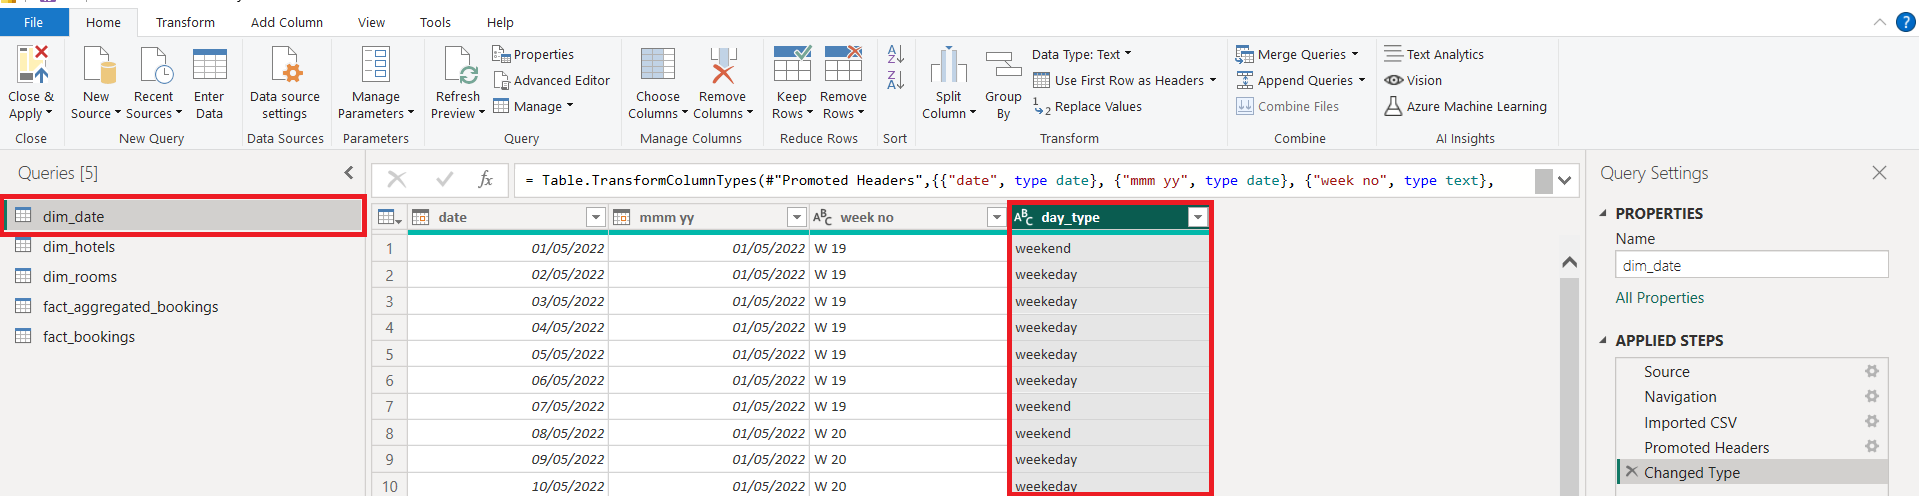 File Home Transform Add Column View Tools Help
Close & Apply
Close
New Source
Recent Sources
Enter Data
New Query
Data source settings
Data Sources
Manage Parameters
Parameters
Refresh Preview
Properties
Advanced Editor
Manage
Query
Choose Columns
Remove Columns
Manage Columns
Keep Rows
Remove Rows
Reduce Rows
Sort
Split Column
Group By
Data Type: Text
Use First Row as Headers
Replace Values
Transform
Merge Queries
Append Queries
Combine Files
Combine
Text Analytics
Vision
Azure Machine Learning
AI Insights
Queries [5]
dim_date
dim_hotels
dim_rooms
fact_aggregated_bookings
fact_bookings
= Table.TransformColumnTypes(#"Promoted Headers",{{"date", type date}, {"mmm yy", type date}, {"week no", type text},
date mmm yy ABC week no ABC day_type
1 01/05/2022 01/05/2022 W 19 weekend
2 02/05/2022 01/05/2022 W 19 weekeday
3 03/05/2022 01/05/2022 W 19 weekeday
4 04/05/2022 01/05/2022 W 19 weekeday
5 05/05/2022 01/05/2022 W 19 weekeday
6 06/05/2022 01/05/2022 W 19 weekeday
7 07/05/2022 01/05/2022 W 19 weekend
8 08/05/2022 01/05/2022 W 20 weekend
9 09/05/2022 01/05/2022 W 20 weekeday
10 10/05/2022 01/05/2022 W 20 weekeday
Query Settings
PROPERTIES
Name
dim_date
All Properties
APPLIED STEPS
Source
Navigation
Imported CSV
Promoted Headers
Changed Type